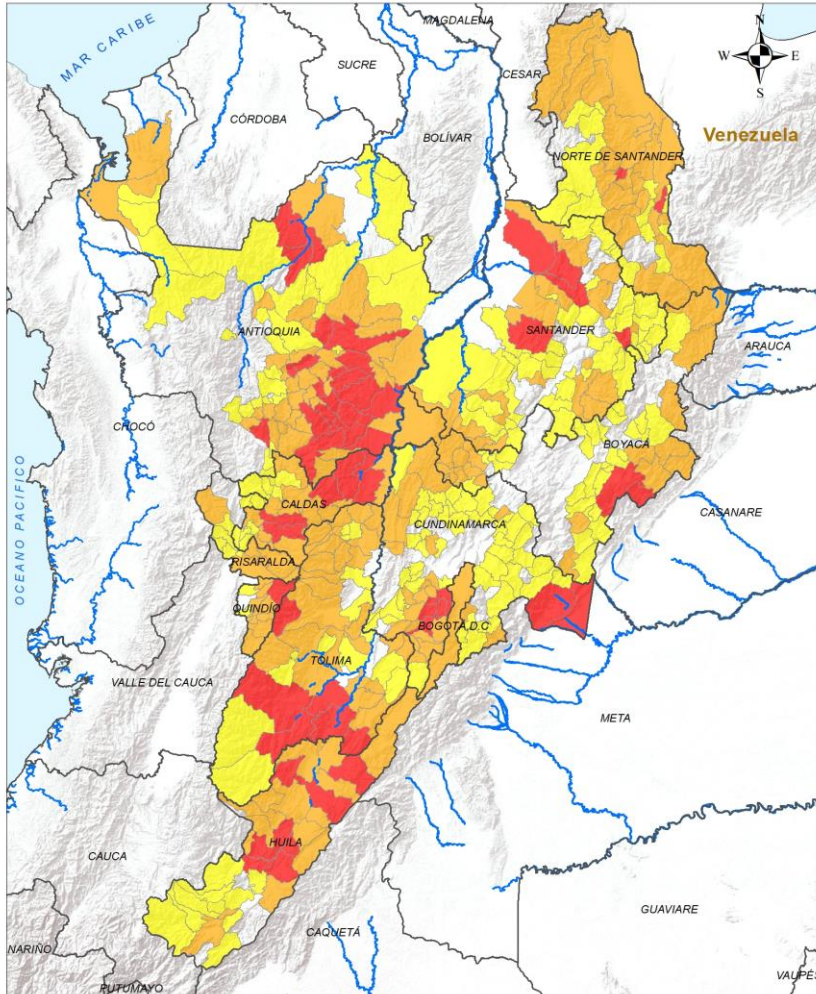 MAGDALENA
MAR CARIBE
SUCRE
CESAR
N
W E
S
CÓRDOBA
BOLÍVAR
Venezuela
NORTE DE SANTANDER
ANTIOQUIA
SANTANDER
ARAUCA
CHOCÓ
BOYACÁ
OCEANO PACIFICO
CALDAS
CUNDINAMARCA
CASANARE
RISARALDA
QUINDÍO
BOGOTÁ,D.C
TOLIMA
VALLE DEL CAUCA
META
HUILA
CAUCA
GUAVIARE
CAQUETÁ
NARIÑO
PUTUMAYO
VAUPÉS